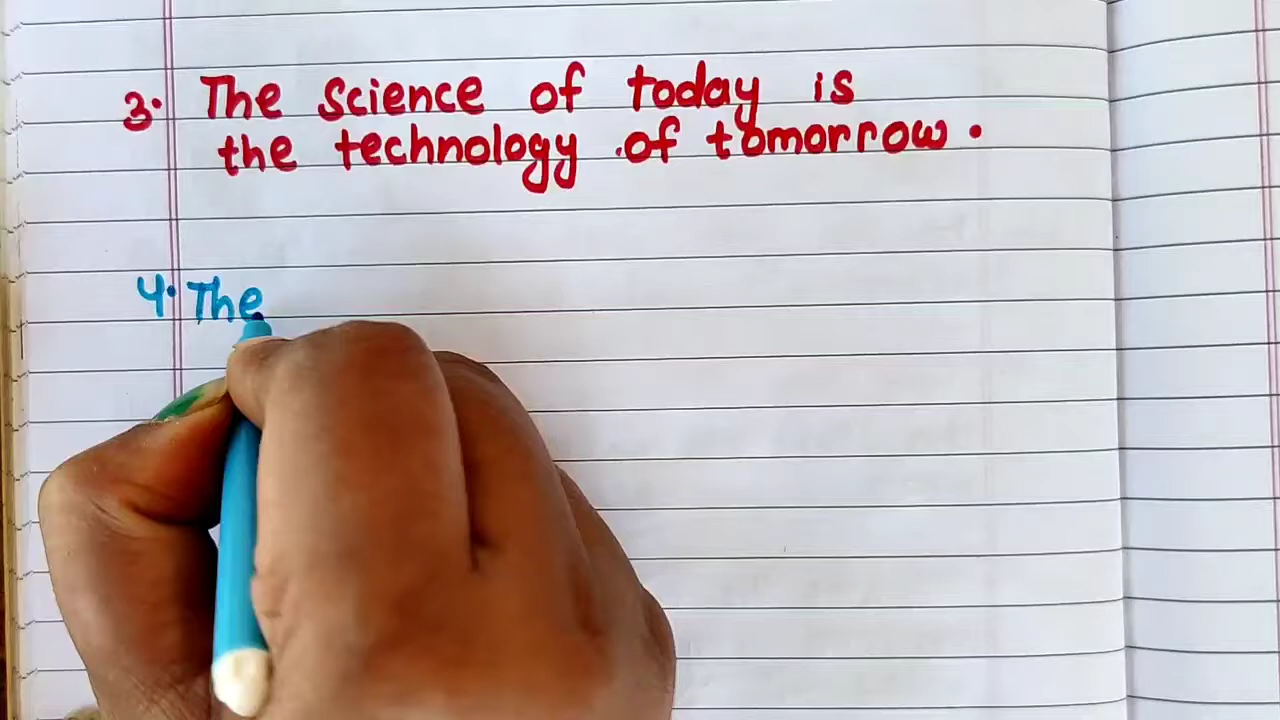 3. The Science of today is
the technology of tomorrow.
4. The